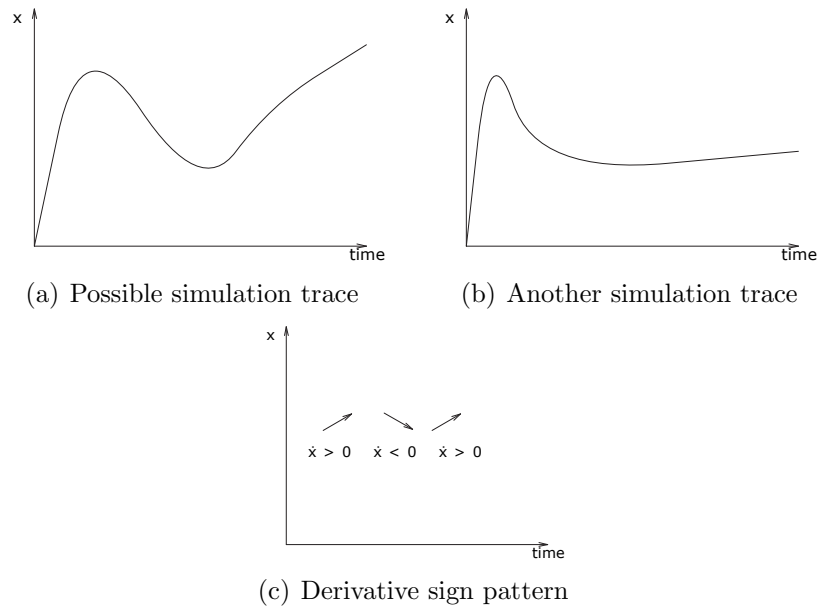 x
time
(a) Possible simulation trace
x
time
(b) Another simulation trace
x
ẋ > 0 ẋ < 0 ẋ > 0
time
(c) Derivative sign pattern